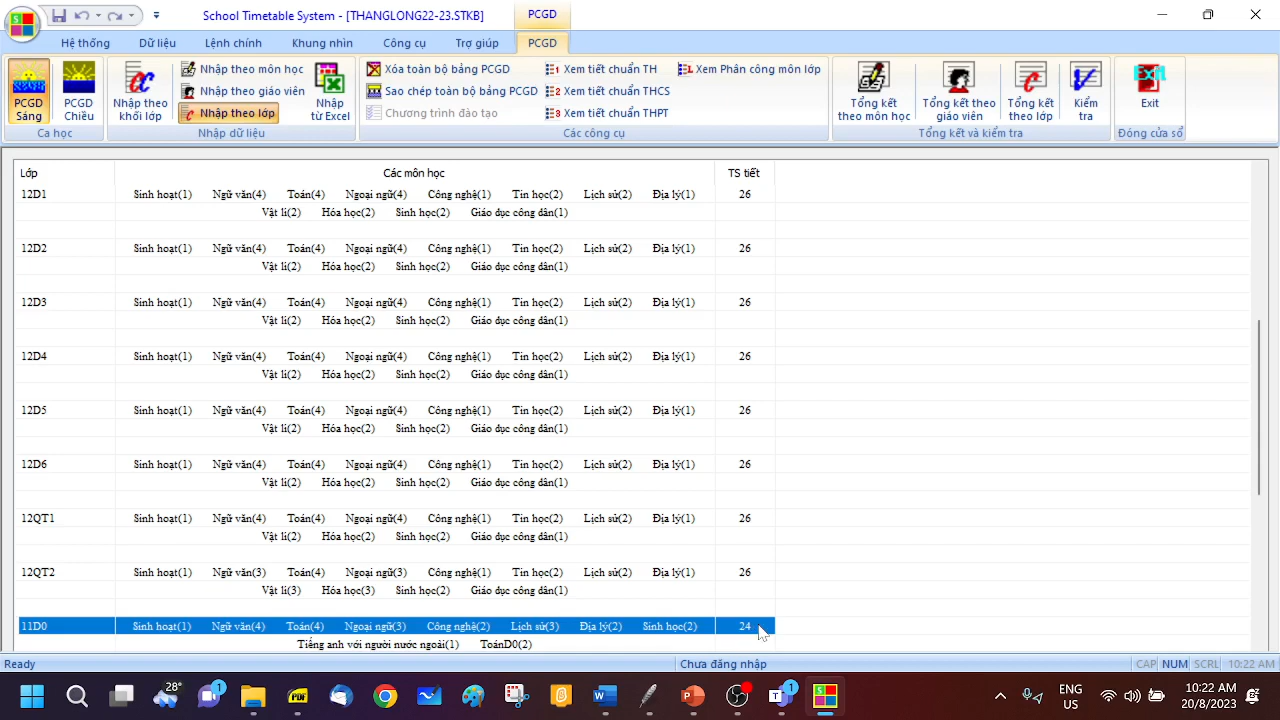 School Timetable System - [THANGLONG22-23.STKB]
PCGD
Hệ thống Dữ liệu Lệnh chính Khung nhìn Công cụ Trợ giúp PCGD
PCGD Sáng
PCGD Chiều
Ca học
Nhập theo khối lớp
Nhập theo môn học
Nhập theo giáo viên
Nhập theo lớp
Nhập từ Excel
Nhập dữ liệu
Xóa toàn bộ bảng PCGD
Sao chép toàn bộ bảng PCGD
Chương trình đào tạo
1 Xem tiết chuẩn TH
2 Xem tiết chuẩn THCS
3 Xem tiết chuẩn THPT
L Xem Phân công môn lớp
Các công cụ
Tổng kết theo môn học
Tổng kết theo giáo viên
Tổng kết theo lớp
Kiểm tra
Tổng kết và kiểm tra
Exit
Exit
Đóng cửa sổ
Lớp Các môn học TS tiết
12D1 Sinh hoạt(1) Ngữ văn(4) Toán(4) Ngoại ngữ(4) Công nghệ(1) Tin học(2) Lịch sử(2) Địa lý(1) 26
Vật lí(2) Hóa học(2) Sinh học(2) Giáo dục công dân(1)
12D2 Sinh hoạt(1) Ngữ văn(4) Toán(4) Ngoại ngữ(4) Công nghệ(1) Tin học(2) Lịch sử(2) Địa lý(1) 26
Vật lí(2) Hóa học(2) Sinh học(2) Giáo dục công dân(1)
12D3 Sinh hoạt(1) Ngữ văn(4) Toán(4) Ngoại ngữ(4) Công nghệ(1) Tin học(2) Lịch sử(2) Địa lý(1) 26
Vật lí(2) Hóa học(2) Sinh học(2) Giáo dục công dân(1)
12D4 Sinh hoạt(1) Ngữ văn(4) Toán(4) Ngoại ngữ(4) Công nghệ(1) Tin học(2) Lịch sử(2) Địa lý(1) 26
Vật lí(2) Hóa học(2) Sinh học(2) Giáo dục công dân(1)
12D5 Sinh hoạt(1) Ngữ văn(4) Toán(4) Ngoại ngữ(4) Công nghệ(1) Tin học(2) Lịch sử(2) Địa lý(1) 26
Vật lí(2) Hóa học(2) Sinh học(2) Giáo dục công dân(1)
12D6 Sinh hoạt(1) Ngữ văn(4) Toán(4) Ngoại ngữ(4) Công nghệ(1) Tin học(2) Lịch sử(2) Địa lý(1) 26
Vật lí(2) Hóa học(2) Sinh học(2) Giáo dục công dân(1)
12QT1 Sinh hoạt(1) Ngữ văn(4) Toán(4) Ngoại ngữ(4) Công nghệ(1) Tin học(2) Lịch sử(2) Địa lý(1) 26
Vật lí(2) Hóa học(2) Sinh học(2) Giáo dục công dân(1)
12QT2 Sinh hoạt(1) Ngữ văn(3) Toán(4) Ngoại ngữ(3) Công nghệ(1) Tin học(2) Lịch sử(2) Địa lý(1) 26
Vật lí(3) Hóa học(3) Sinh học(2) Giáo dục công dân(1)
11D0 Sinh hoạt(1) Ngữ văn(4) Toán(4) Ngoại ngữ(3) Công nghệ(2) Lịch sử(3) Địa lý(2) Sinh học(2) 24
Tiếng anh với người nước ngoài(1) ToánD0(2)
Ready Chưa đăng nhập CAP NUM SCRL 10:22 AM
28° 1 PDF 1
ENG
US
10:22 AM
20/8/2023